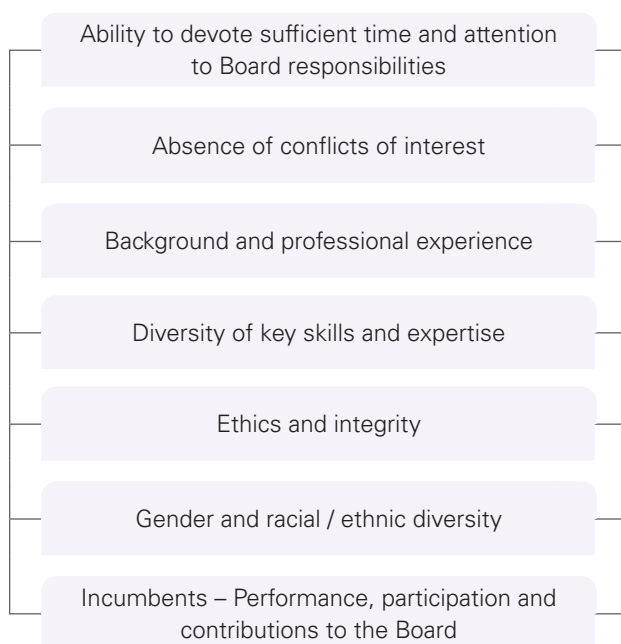 Ability to devote sufficient time and attention
to Board responsibilities
Absence of conflicts of interest
Background and professional experience
Diversity of key skills and expertise
Ethics and integrity
Gender and racial / ethnic diversity
Incumbents – Performance, participation and
contributions to the Board